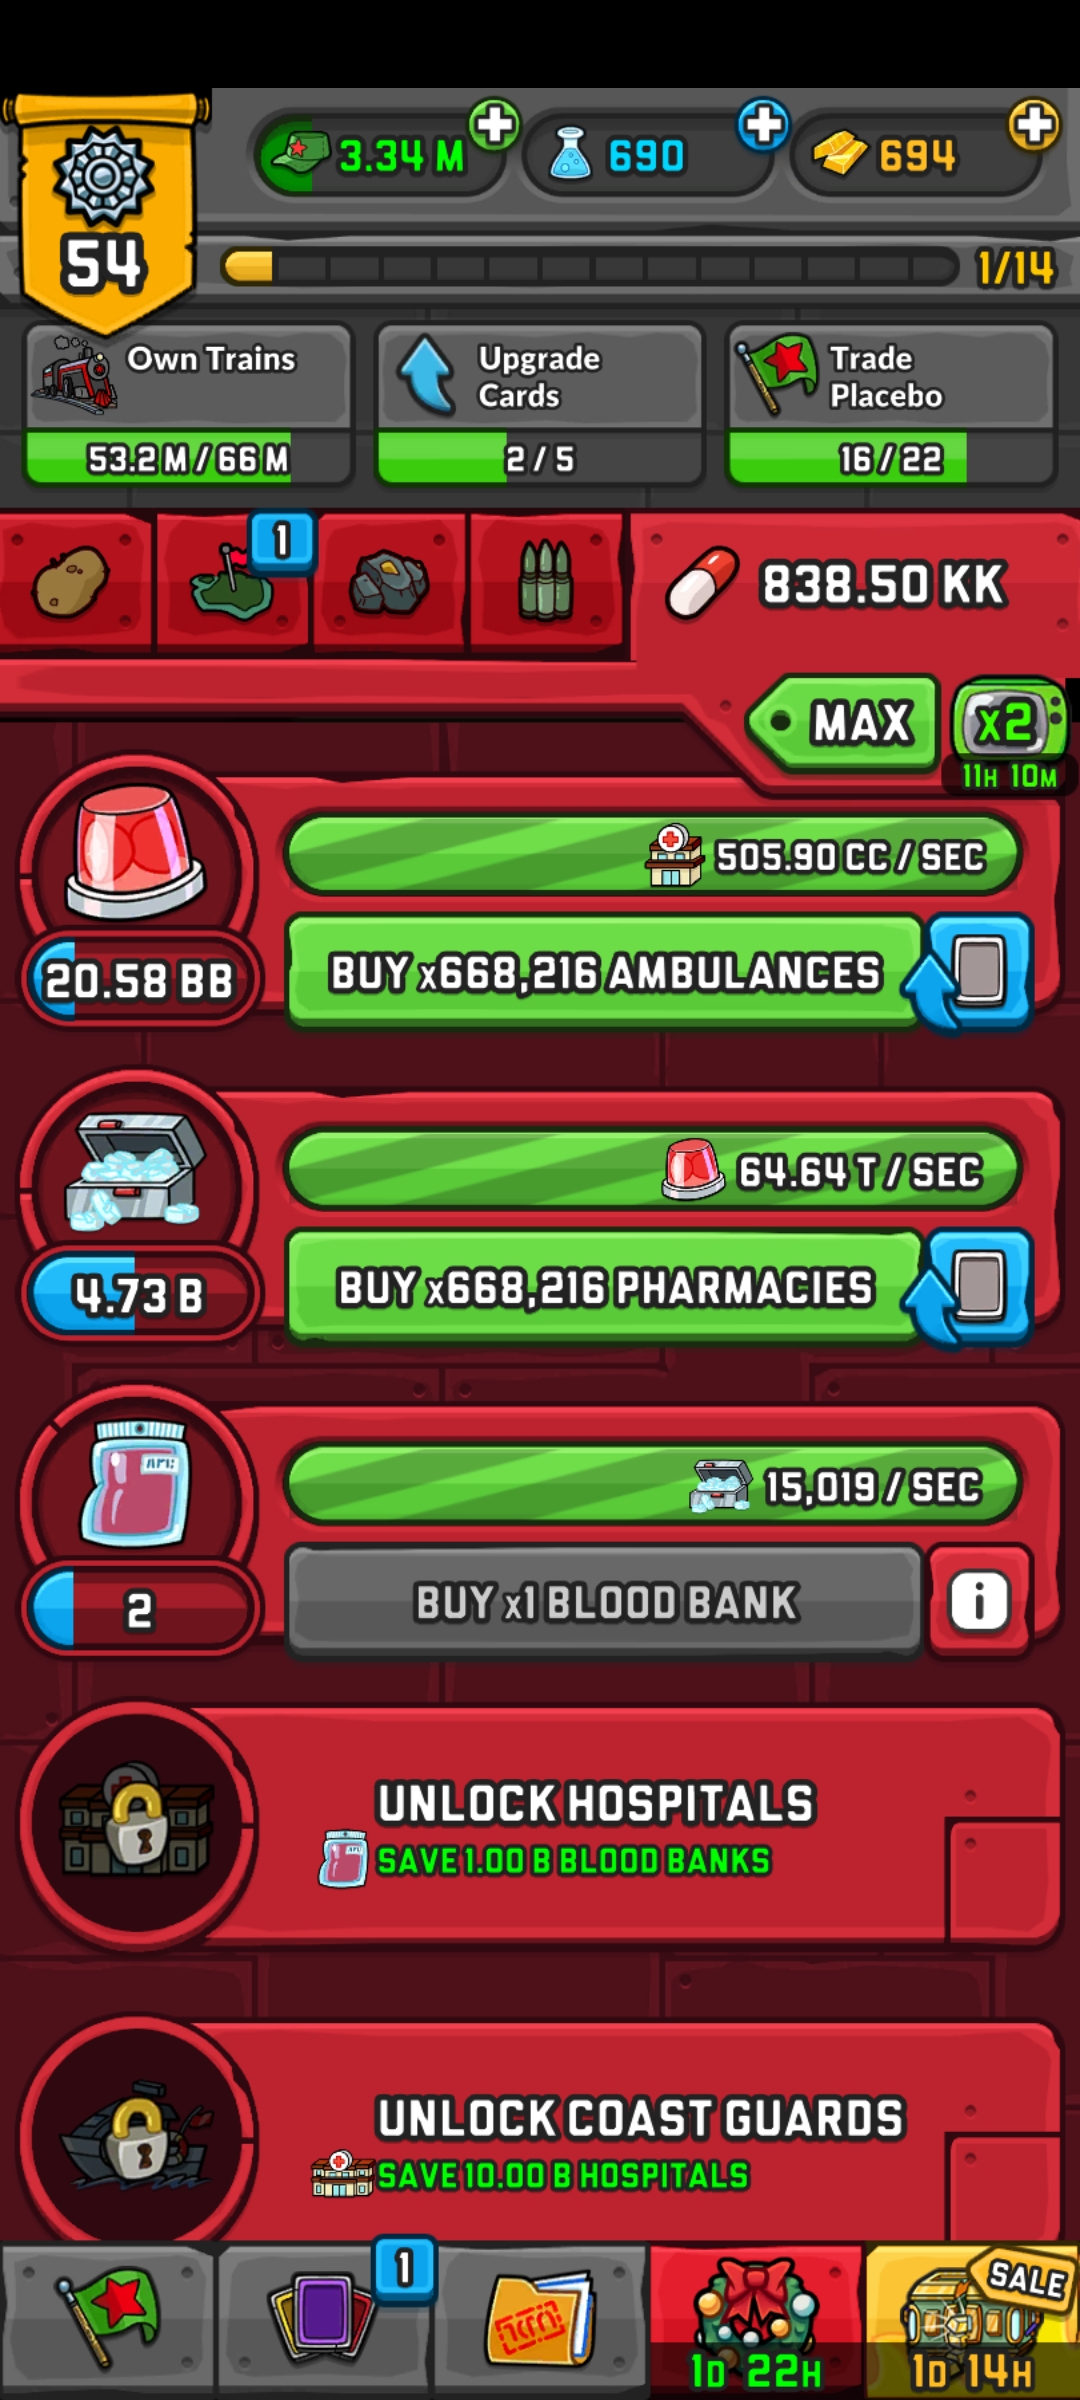 54
3.34 M
690
694
1/14
Own Trains
53.2 M / 66 M
Upgrade
Cards
2 / 5
Trade
Placebo
16 / 22
1
838.50 KK
MAX
x2
11H 10M
505.90 CC / SEC
20.58 BB
BUY x668,216 AMBULANCES
64.64 T / SEC
4.73 B
BUY x668,216 PHARMACIES
15,019 / SEC
2
BUY x1 BLOOD BANK
i
UNLOCK HOSPITALS
SAVE 1.00 B BLOOD BANKS
UNLOCK COAST GUARDS
SAVE 10.00 B HOSPITALS
1
SALE
1D 22H
1D 14H